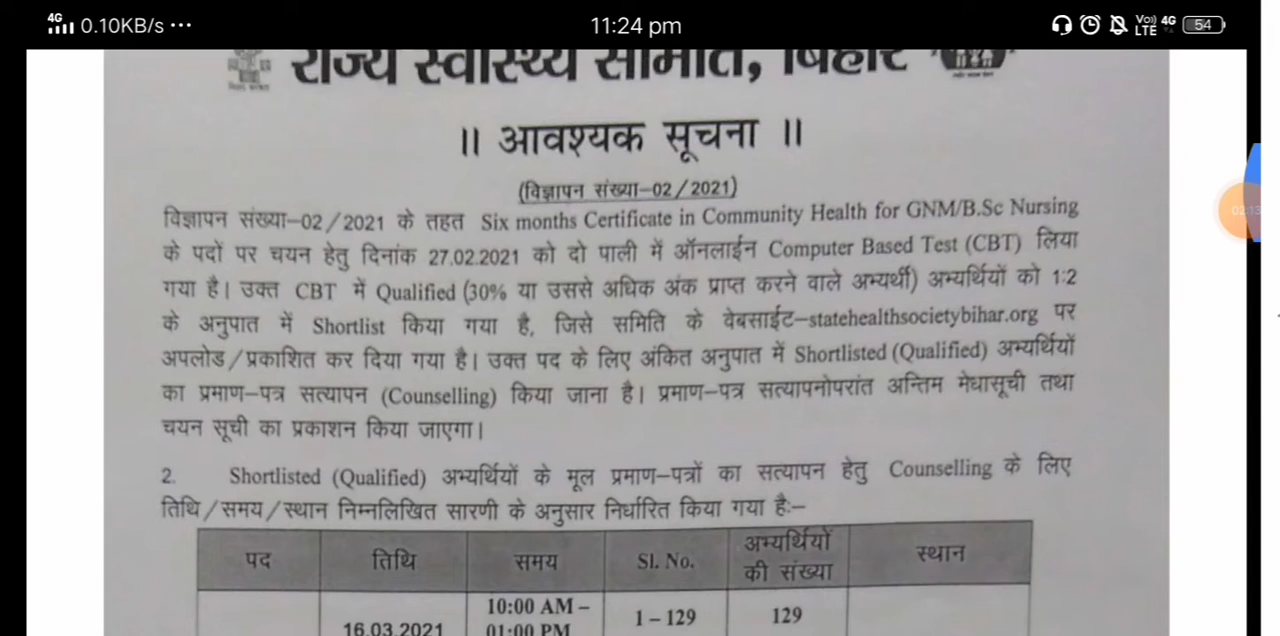 4G 0.10KB/s ··· 11:24 pm Vo) LTE 4G 54
राज्य स्वास्थ्य समिति, बिहार
|| आवश्यक सूचना ||
(विज्ञापन संख्या-02/2021)
विज्ञापन संख्या-02/2021 के तहत Six months Certificate in Community Health for GNM/B.Sc Nursing
के पदों पर चयन हेतु दिनांक 27.02.2021 को दो पाली में ऑनलाईन Computer Based Test (CBT) लिया
गया है। उक्त CBT में Qualified (30% या उससे अधिक अंक प्राप्त करने वाले अभ्यर्थी) अभ्यर्थियों को 1:2
के अनुपात में Shortlist किया गया है, जिसे समिति के वेबसाईट-statehealthsocietybihar.org पर
अपलोड/प्रकाशित कर दिया गया है। उक्त पद के लिए अंकित अनुपात में Shortlisted (Qualified) अभ्यर्थियों
का प्रमाण-पत्र सत्यापन (Counselling) किया जाना है। प्रमाण-पत्र सत्यापनोपरांत अन्तिम मेधासूची तथा
चयन सूची का प्रकाशन किया जाएगा।
2. Shortlisted (Qualified) अभ्यर्थियों के मूल प्रमाण-पत्रों का सत्यापन हेतु Counselling के लिए
तिथि/समय/स्थान निम्नलिखित सारणी के अनुसार निर्धारित किया गया है:-
पद तिथि समय Sl. No. अभ्यर्थियों की संख्या स्थान
16.03.2021 10:00 AM – 01:00 PM 1 – 129 129
02:13